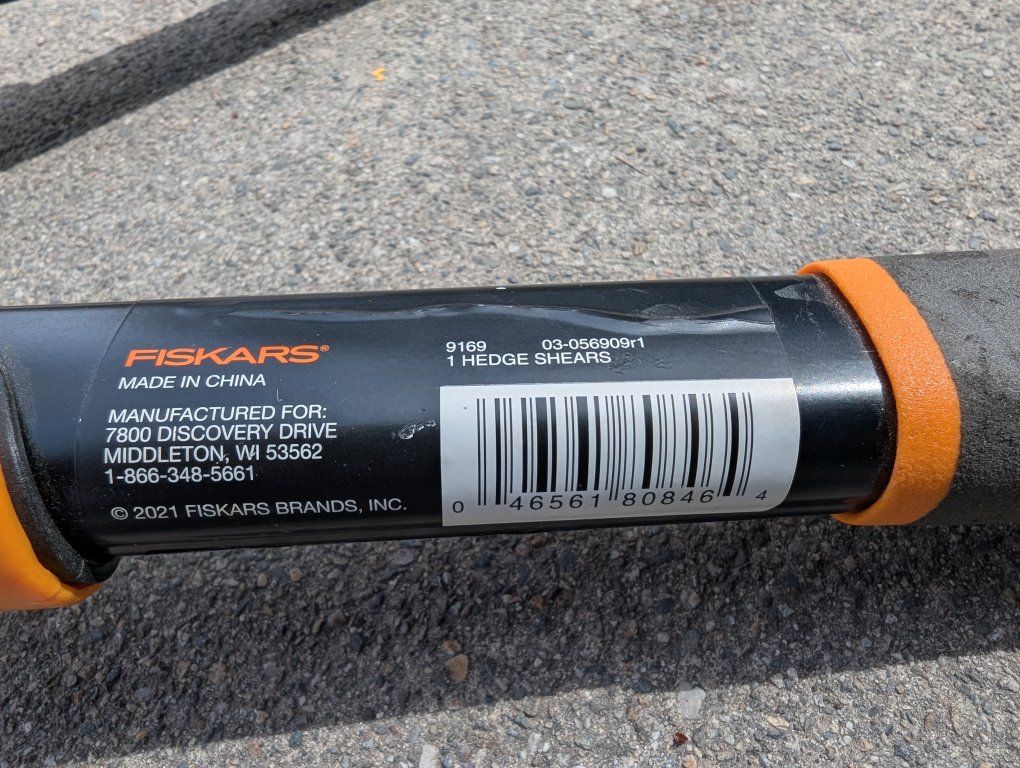 FISKARS®
MADE IN CHINA
MANUFACTURED FOR:
7800 DISCOVERY DRIVE
MIDDLETON, WI 53562
1-866-348-5661
© 2021 FISKARS BRANDS, INC.
9169 03-056909r1
1 HEDGE SHEARS
0 46561 80846 4